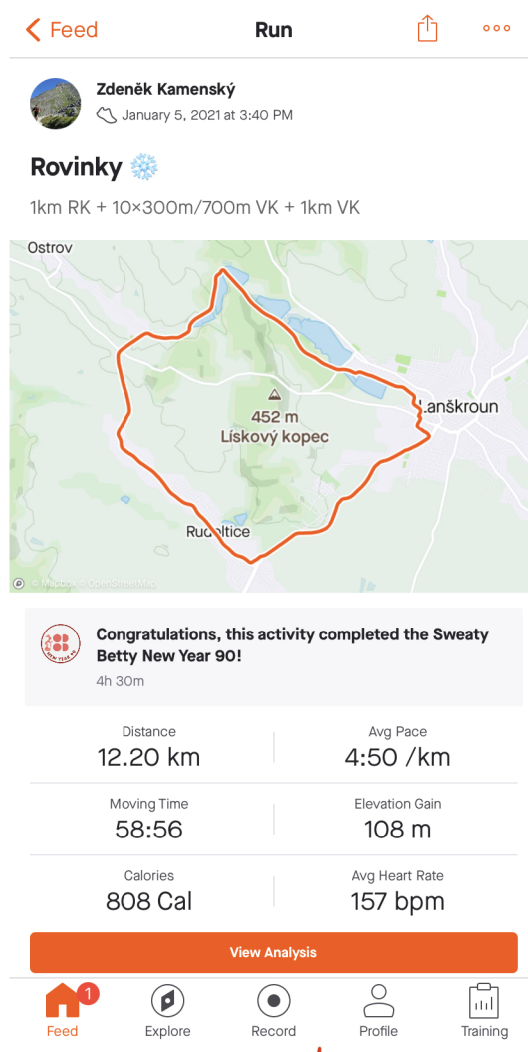 Feed
Run
Zdeněk Kamenský
January 5, 2021 at 3:40 PM
Rovinky ❄️
1km RK + 10×300m/700m VK + 1km VK
Ostrov
Lanškroun
452 m
Lískový kopec
Rudoltice
© Mapbox © OpenStreetMap
NEW YEAR 90
Congratulations, this activity completed the Sweaty
Betty New Year 90!
4h 30m
Distance
Avg Pace
12.20 km
4:50 /km
Moving Time
Elevation Gain
58:56
108 m
Calories
Avg Heart Rate
808 Cal
157 bpm
View Analysis
1
Feed
Explore
Record
Profile
Training